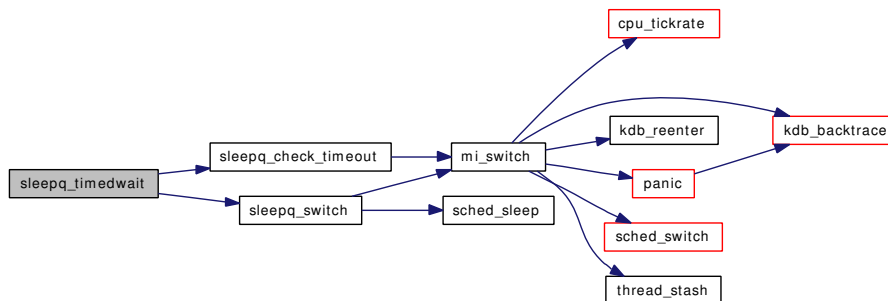 cpu_tickrate
kdb_reenter
kdb_backtrace
sleepq_check_timeout
mi_switch
sleepq_timedwait
panic
sleepq_switch
sched_sleep
sched_switch
thread_stash